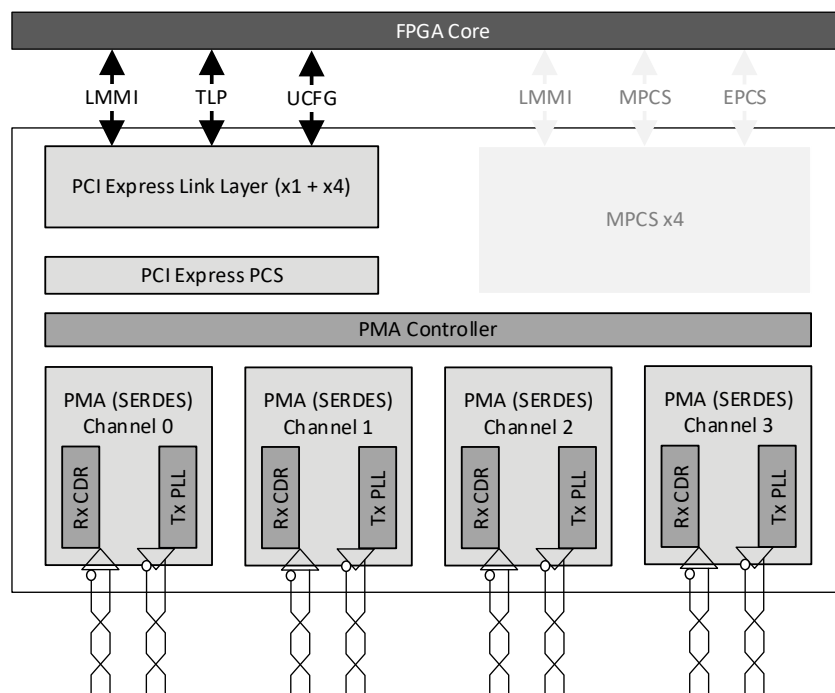 FPGA Core
LMMI TLP UCFG LMMI MPCS EPCS
PCI Express Link Layer (x1 + x4)
MPCS x4
PCI Express PCS
PMA Controller
PMA (SERDES)
Channel 0
Rx CDR
Tx PLL
PMA (SERDES)
Channel 1
Rx CDR
Tx PLL
PMA (SERDES)
Channel 2
Rx CDR
Tx PLL
PMA (SERDES)
Channel 3
Rx CDR
Tx PLL